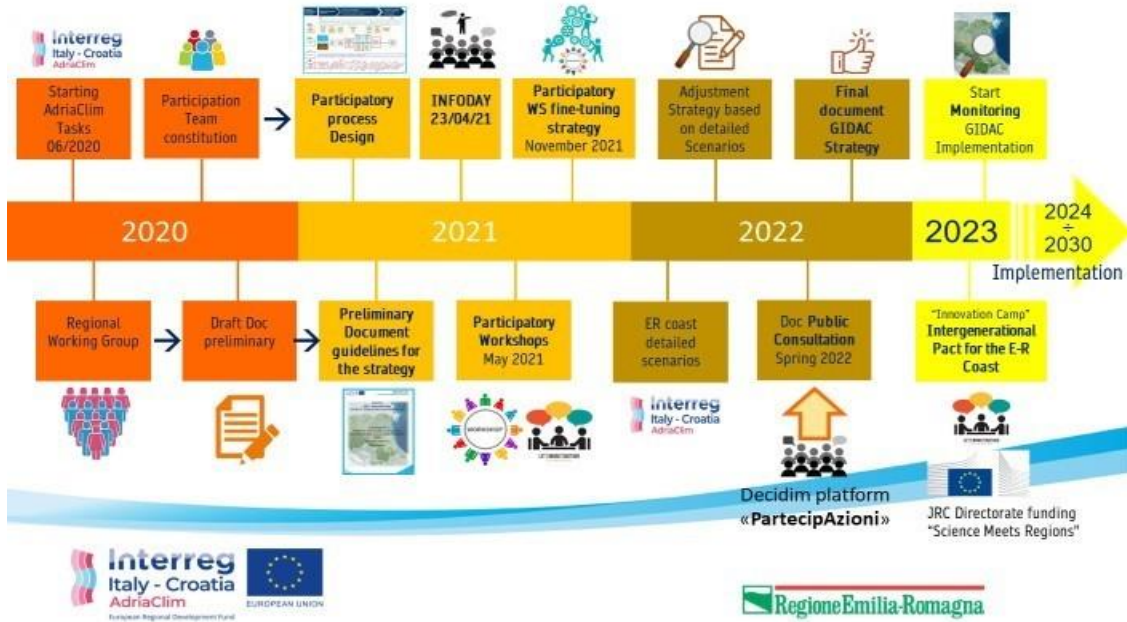 Interreg
Italy - Croatia
AdriaClim
Starting
AdriaClim
Tasks
06/2020
Participation
Team
constitution
Participatory
process
Design
INFODAY
23/04/21
Participatory
WS fine-tuning
strategy
November 2021
Adjustment
Strategy based
on detailed
Scenarios
Final
document
GIDAC
Strategy
Start
Monitoring
GIDAC
Implementation
2020
2021
2022
2023
2024
÷
2030
Implementation
Regional
Working Group
Draft Doc
preliminary
Preliminary
Document
guidelines for
the strategy
Participatory
Workshops
May 2021
ER coast
detailed
scenarios
Doc Public
Consultation
Spring 2022
"Innovation Camp"
Intergenerational
Pact for the E-R
Coast
WORKSHOP
Interreg
Italy - Croatia
AdriaClim
Decidim platform
«PartecipAzioni»
JRC Directorate funding
"Science Meets Regions"
Interreg
Italy - Croatia
AdriaClim
European Regional Development Fund
EUROPEAN UNION
RegioneEmilia-Romagna